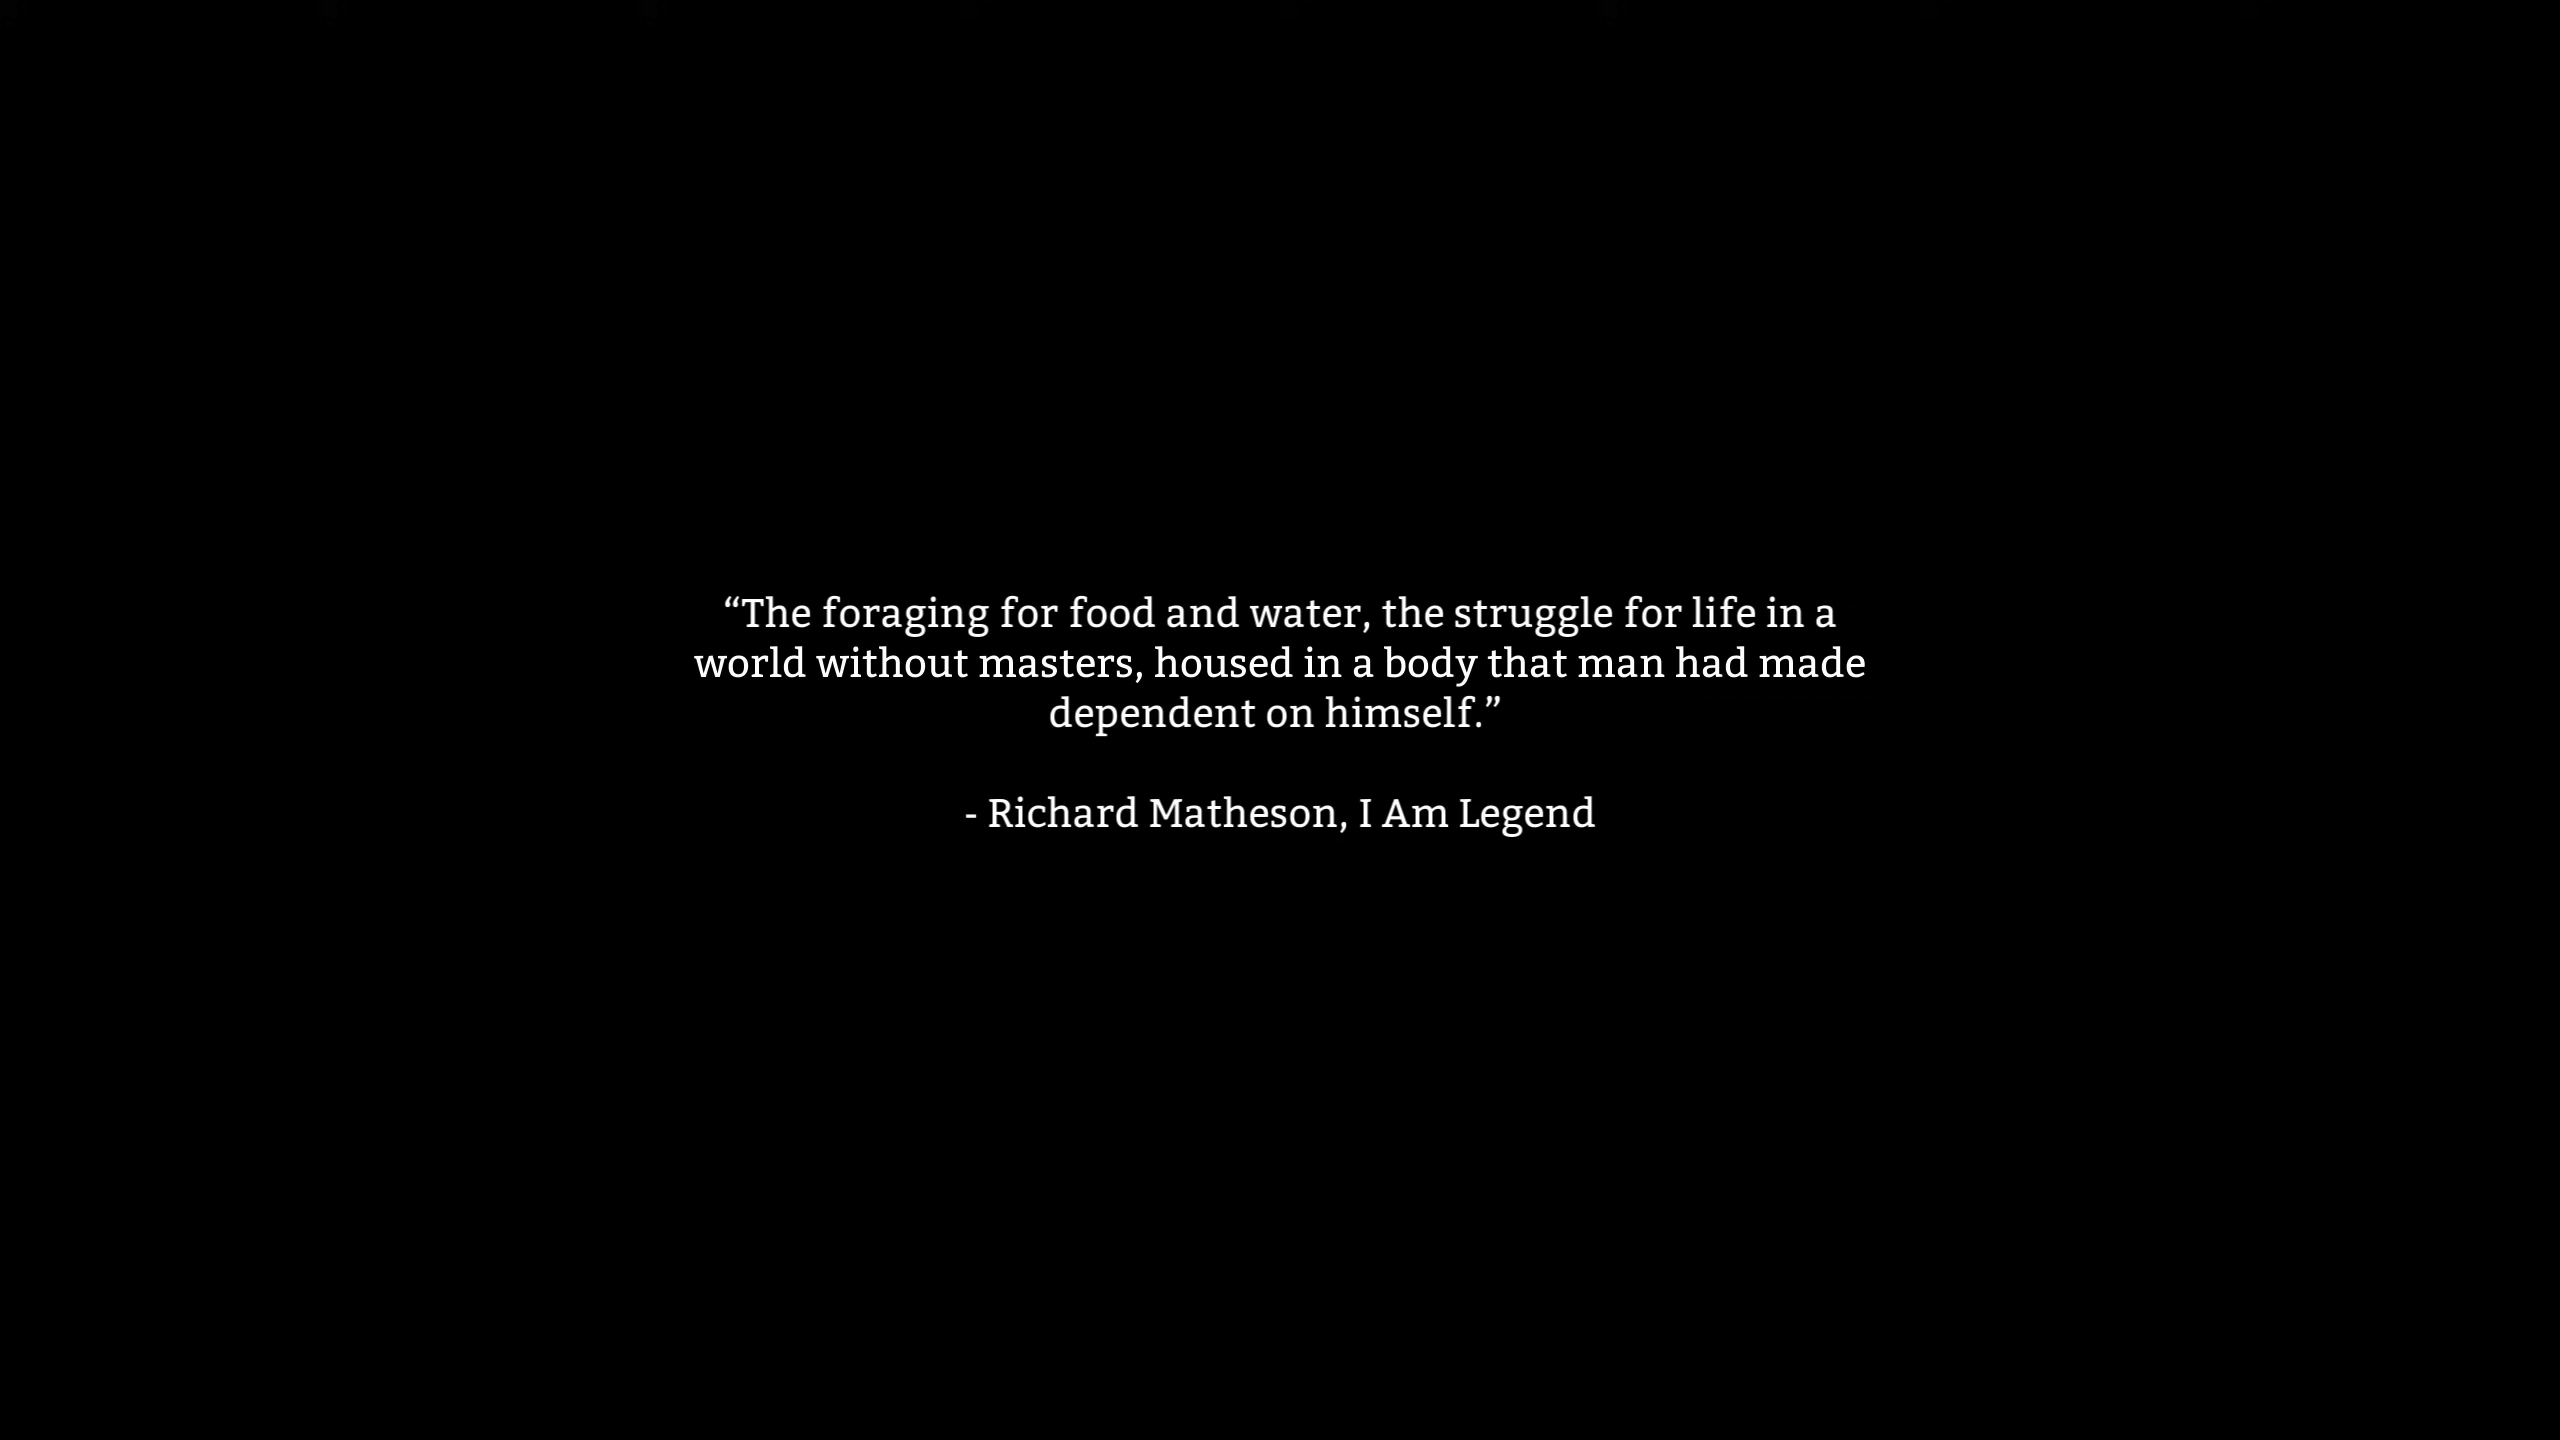 “The foraging for food and water, the struggle for life in a
world without masters, housed in a body that man had made
dependent on himself.”
- Richard Matheson, I Am Legend